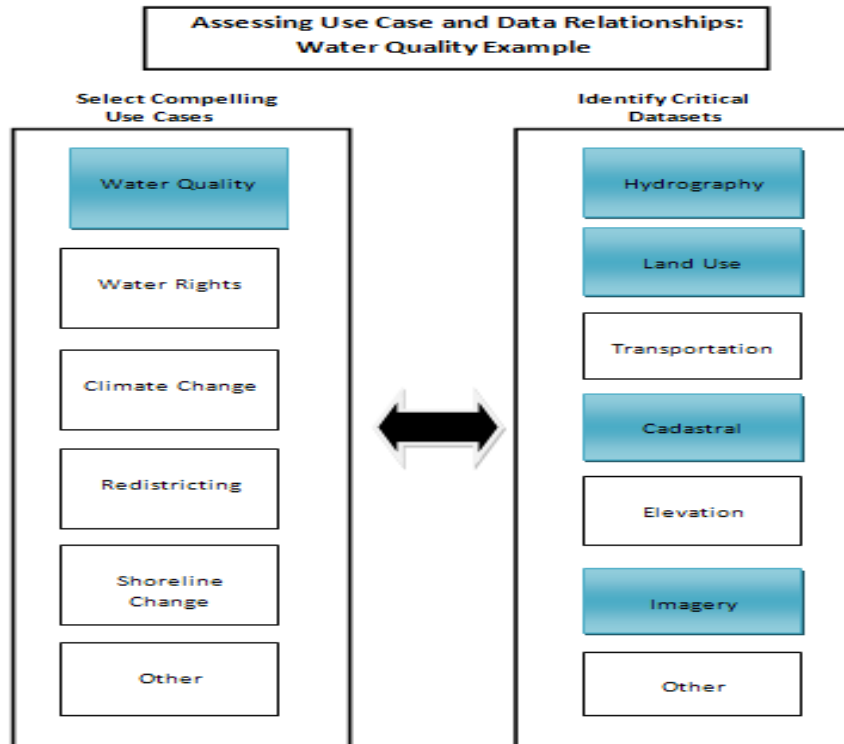 Assessing Use Case and Data Relationships:
Water Quality Example
Select Compelling
Use Cases
Water Quality
Water Rights
Climate Change
Redistricting
Shoreline
Change
Other
Identify Critical
Datasets
Hydrography
Land Use
Transportation
Cadastral
Elevation
Imagery
Other